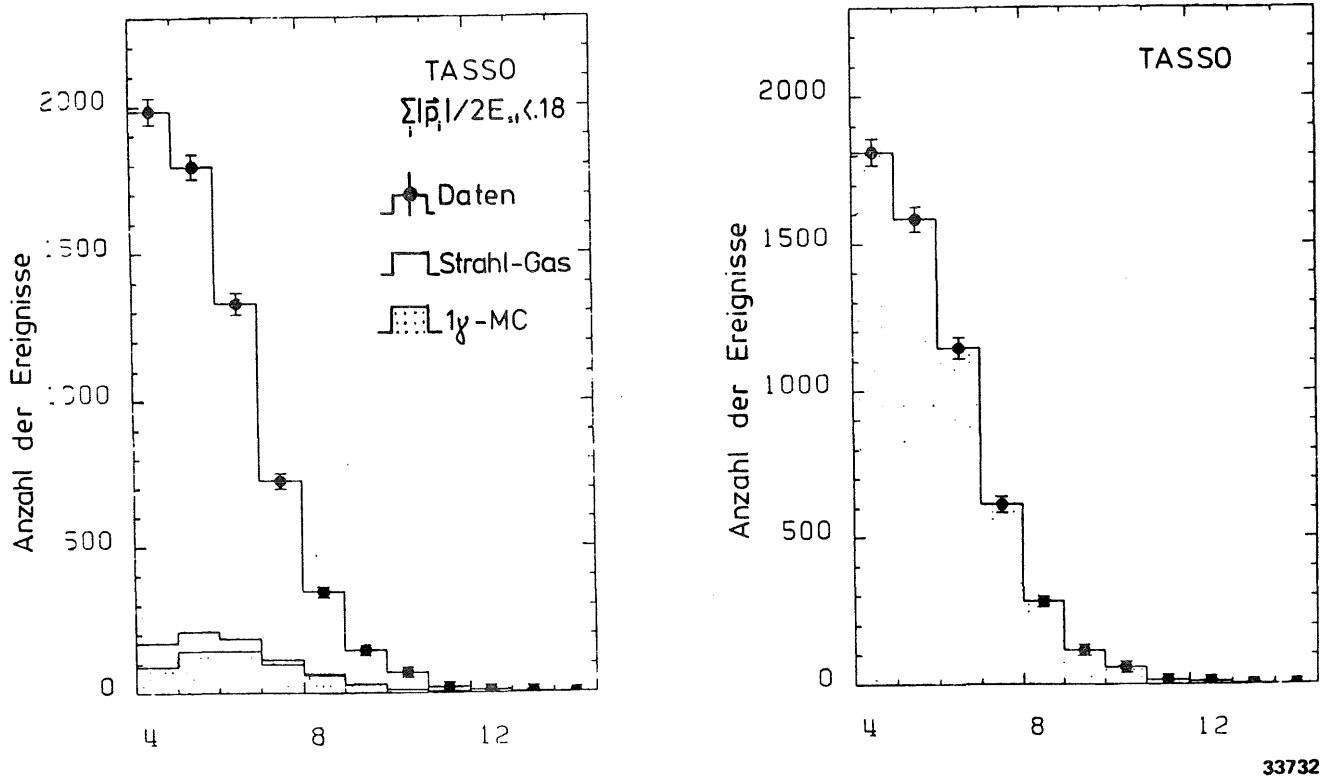 TASSO
Σ|p⃗ᵢ|/2E_st<.18
Daten
Strahl-Gas
1γ-MC
Anzahl der Ereignisse
2000
500
0
4
8
12
TASSO
Anzahl der Ereignisse
2000
1500
1000
500
0
4
8
12
33732